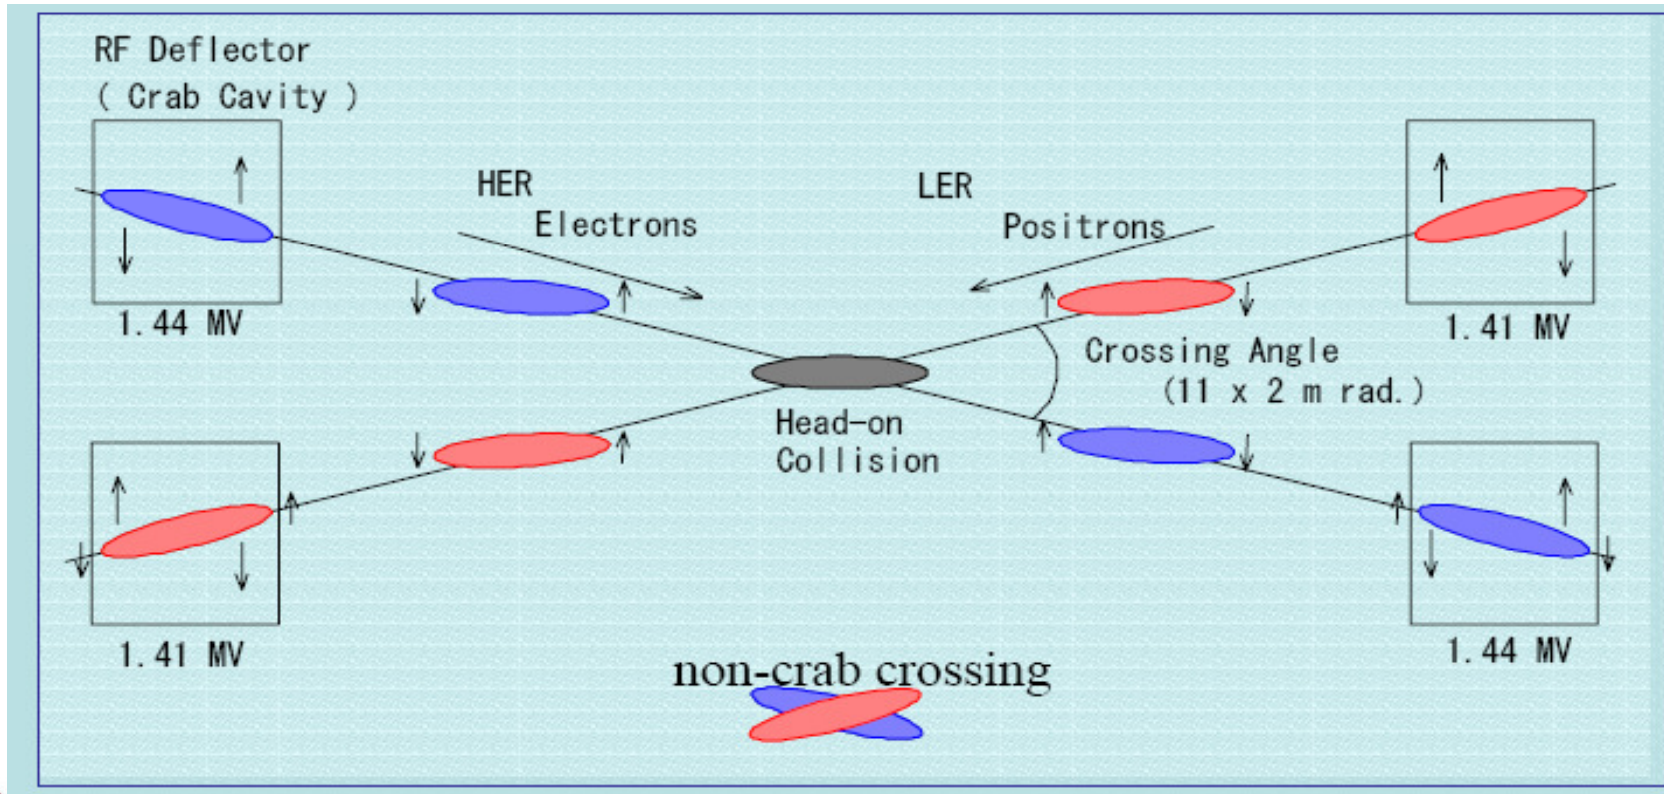 RF Deflector
( Crab Cavity )
HER
Electrons
LER
Positrons
1.44 MV
1.41 MV
Crossing Angle
(11 x 2 m rad.)
Head-on
Collision
1.41 MV
1.44 MV
non-crab crossing